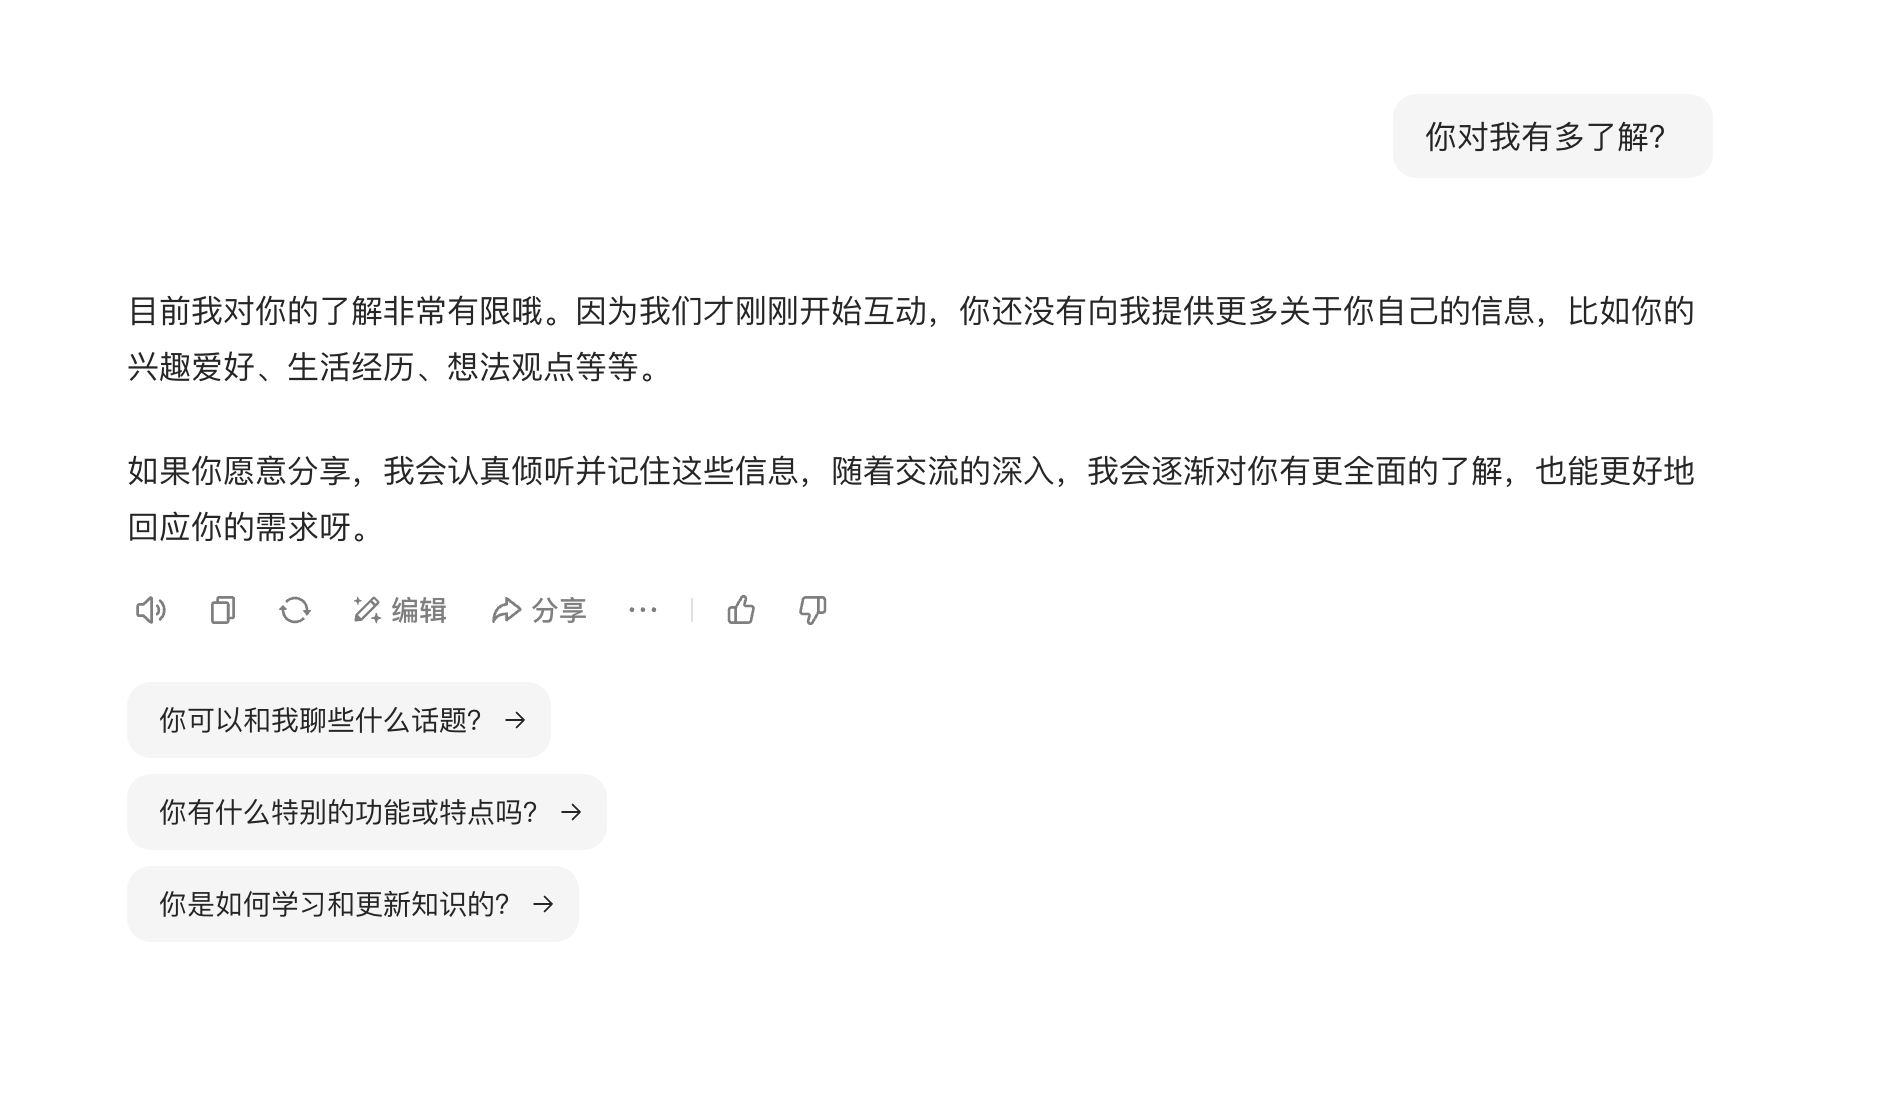 你对我有多了解？
目前我对你的了解非常有限哦。因为我们才刚刚开始互动，你还没有向我提供更多关于你自己的信息，比如你的
兴趣爱好、生活经历、想法观点等等。
如果你愿意分享，我会认真倾听并记住这些信息，随着交流的深入，我会逐渐对你有更全面的了解，也能更好地
回应你的需求呀。
编辑 分享
你可以和我聊些什么话题？
你有什么特别的功能或特点吗？
你是如何学习和更新知识的？